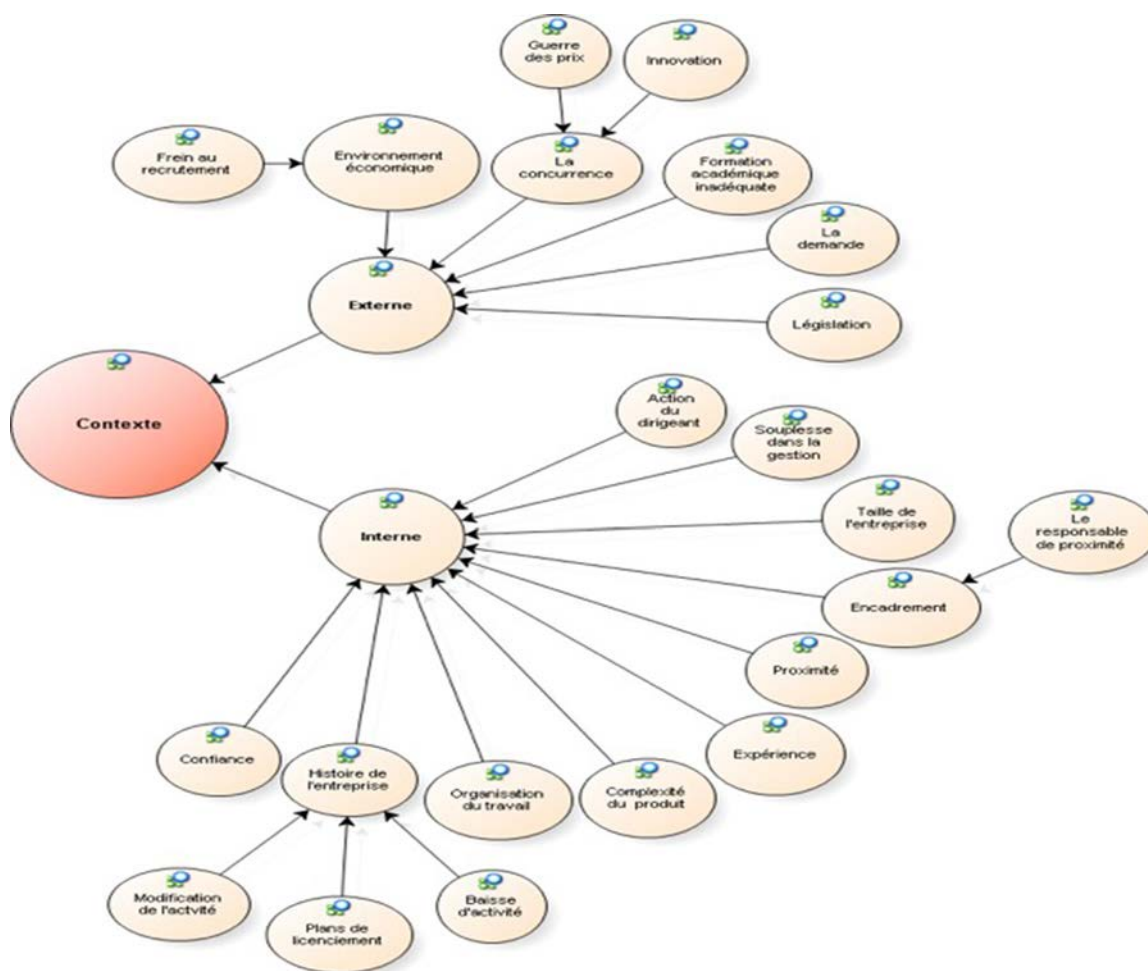 Guerre
des prix
Innovation
Frein au
recrutement
Environnement
économique
La
concurrence
Formation
académique
inadéquate
La
demande
Externe
Législation
Contexte
Action
du
dirigeant
Souplesse
dans la
gestion
Interne
Taille de
l'entreprise
Le
responsable
de proximité
Encadrement
Proximité
Expérience
Confiance
Histoire de
l'entreprise
Organisation
du travail
Complexité
du produit
Modification
de l'actvité
Plans de
licenciement
Baisse
d'activité